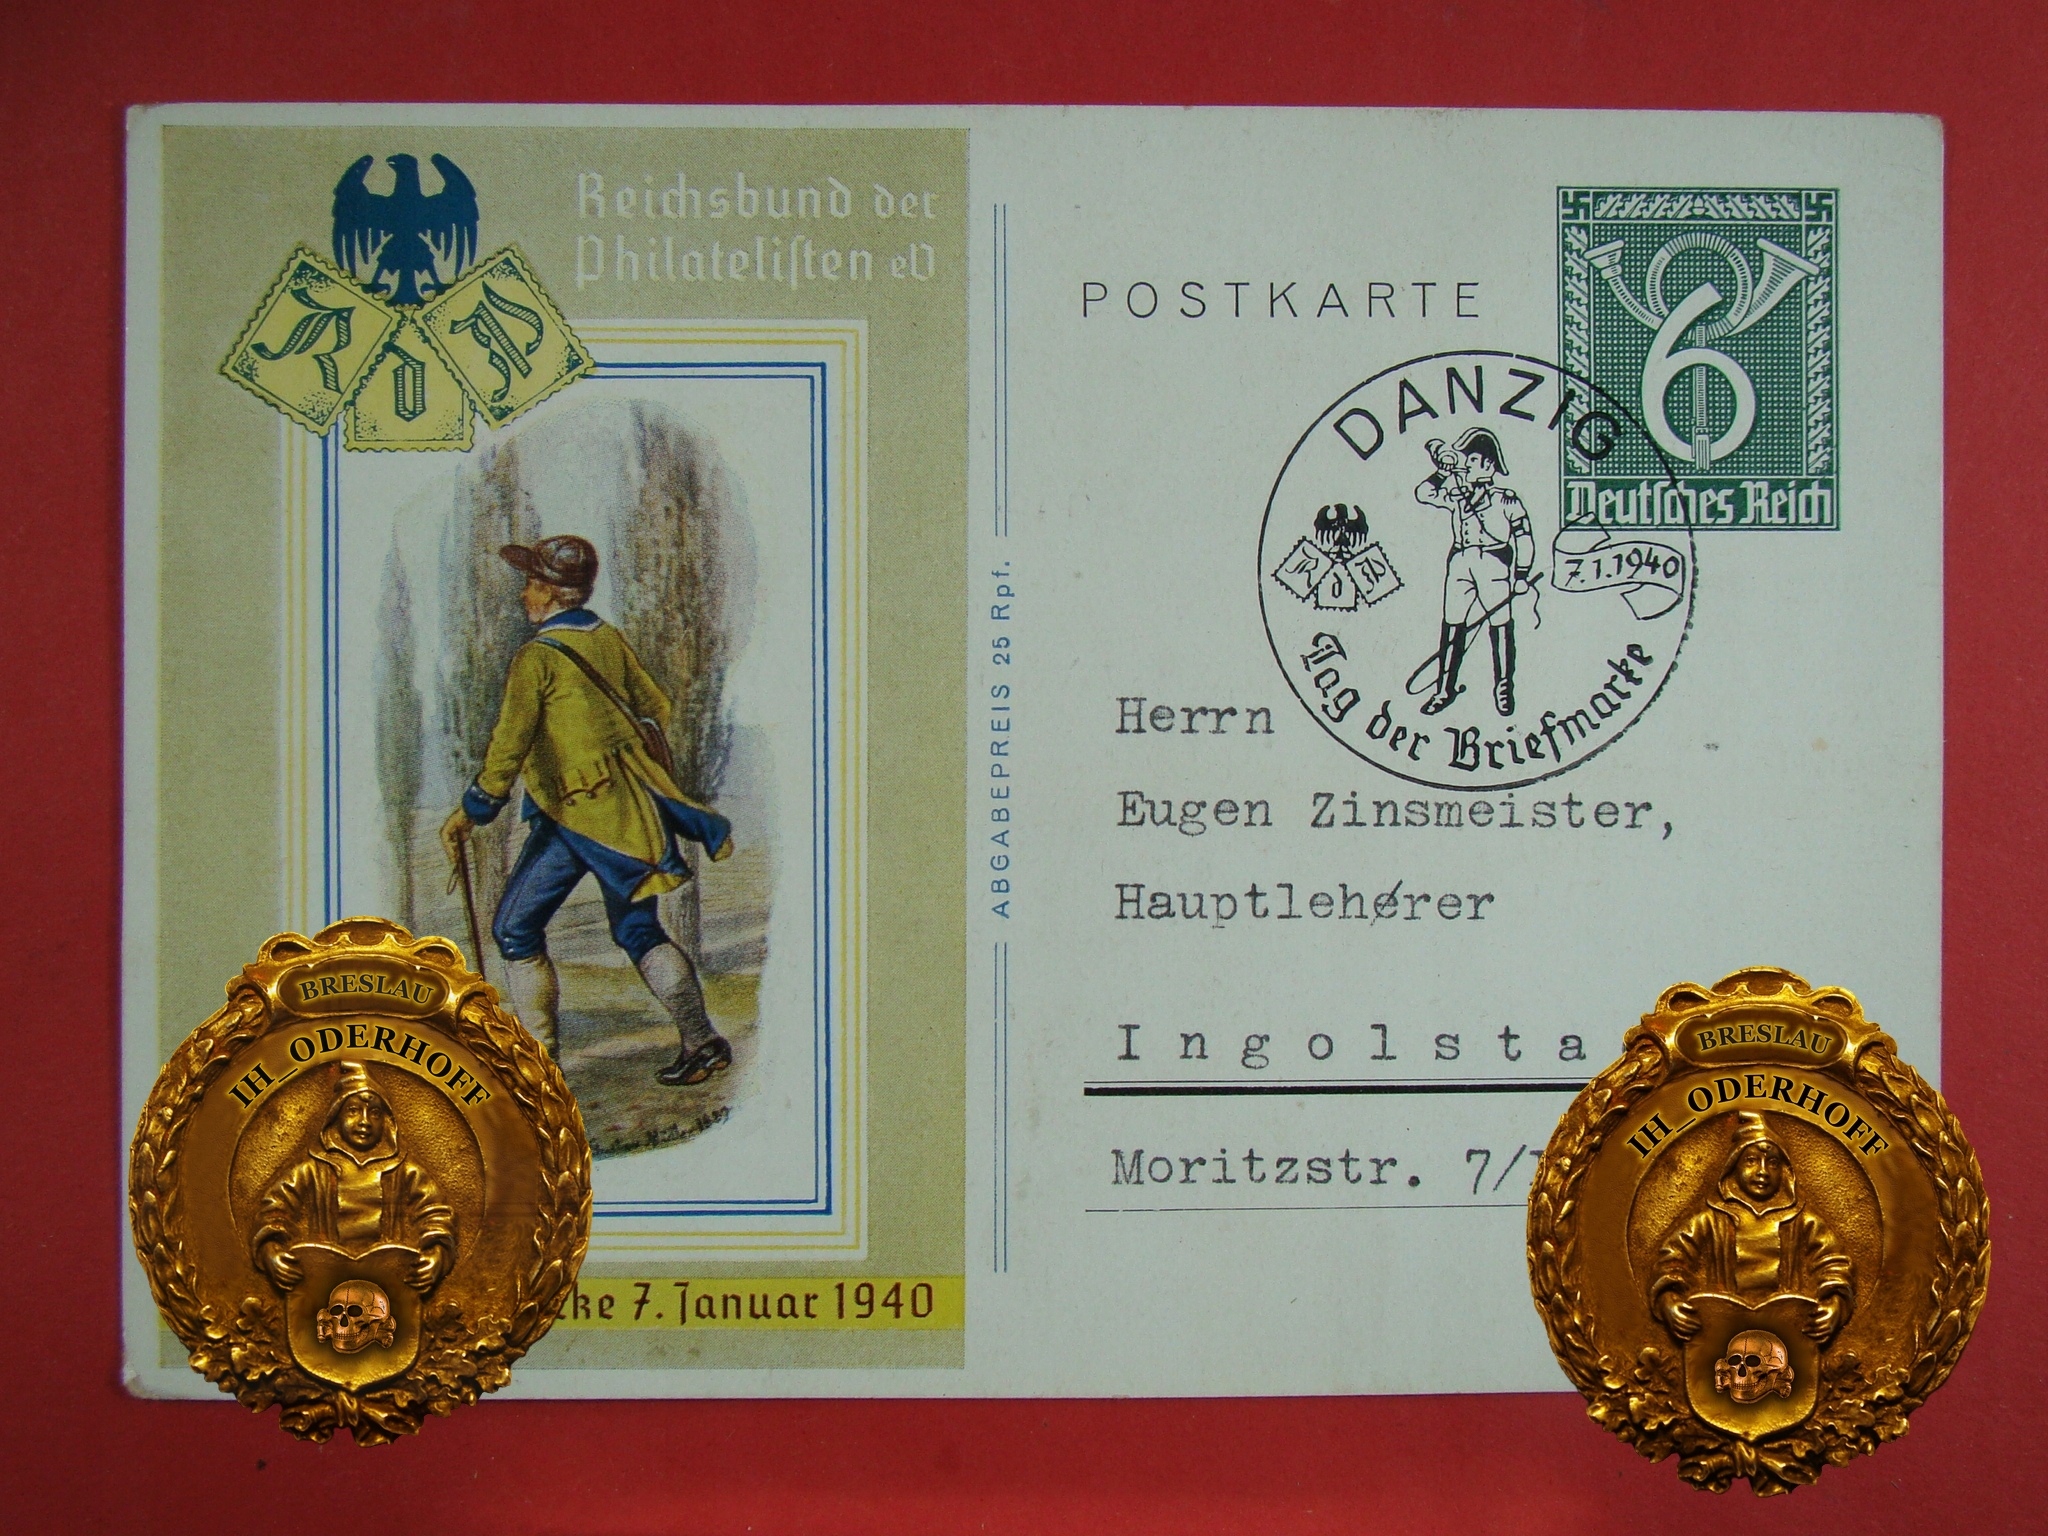 Reichsbund der
Philatelisten eV
R d P
POSTKARTE
6
Deutsches Reich
DANZIG
R d P
7.1.1940
Tag der Briefmarke
ABGABEPREIS 25 Rpf.
Herrn
Eugen Zinsmeister,
Hauptlehrer
Ingolsta
Moritzstr. 7/
ke 7. Januar 1940
BRESLAU
IH_ODERHOFF
BRESLAU
IH_ODERHOFF